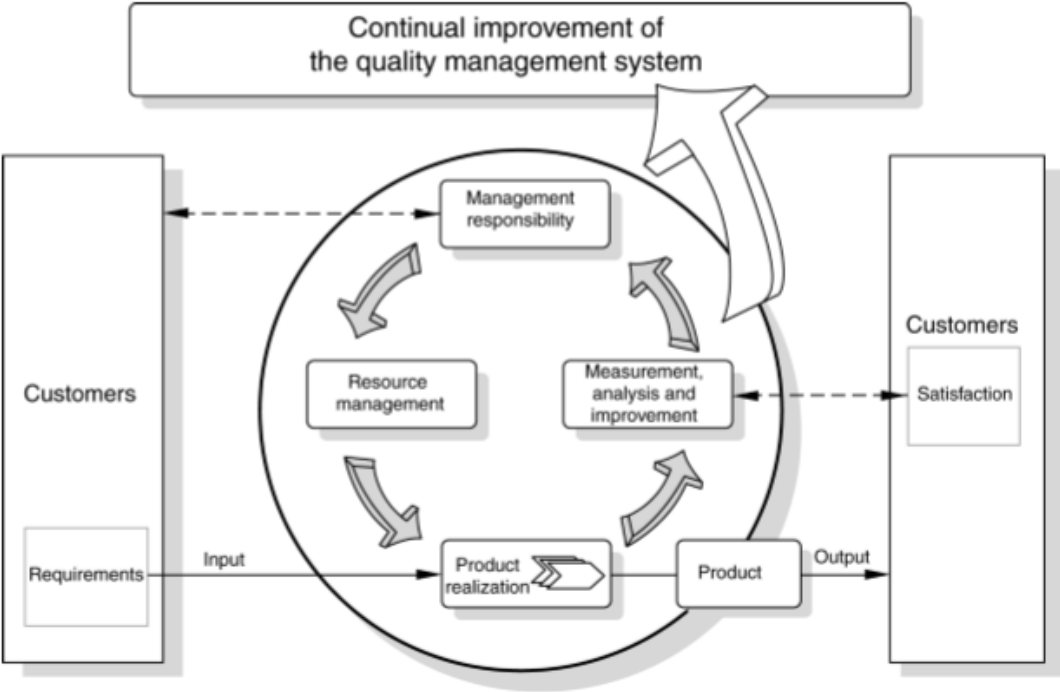 Continual improvement of
the quality management system
Management
responsibility
Customers
Resource
management
Measurement,
analysis and
improvement
Customers
Satisfaction
Requirements
Input
Product
realization
Product
Output